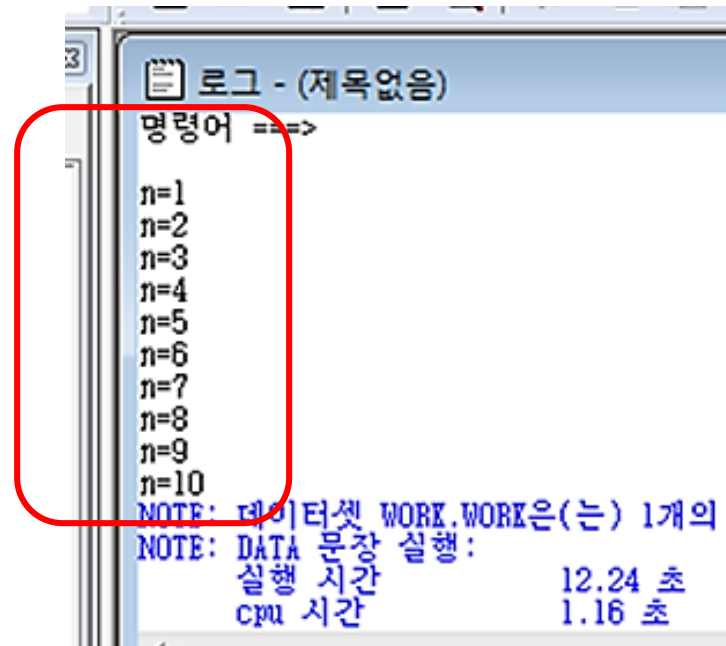 로그 - (제목없음)
명령어 ===>
n=1
n=2
n=3
n=4
n=5
n=6
n=7
n=8
n=9
n=10
NOTE: 데이터셋 WORK.WORK은(는) 1개의
NOTE: DATA 문장 실행:
실행 시간 12.24 초
cpu 시간 1.16 초